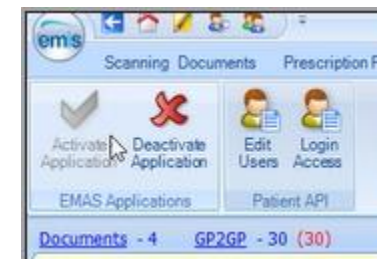 emis
Scanning Documents Prescription
Activate Application Deactivate Application
Edit Users Login Access
EMAS Applications Patient API
Documents - 4 GP2GP - 30 (30)